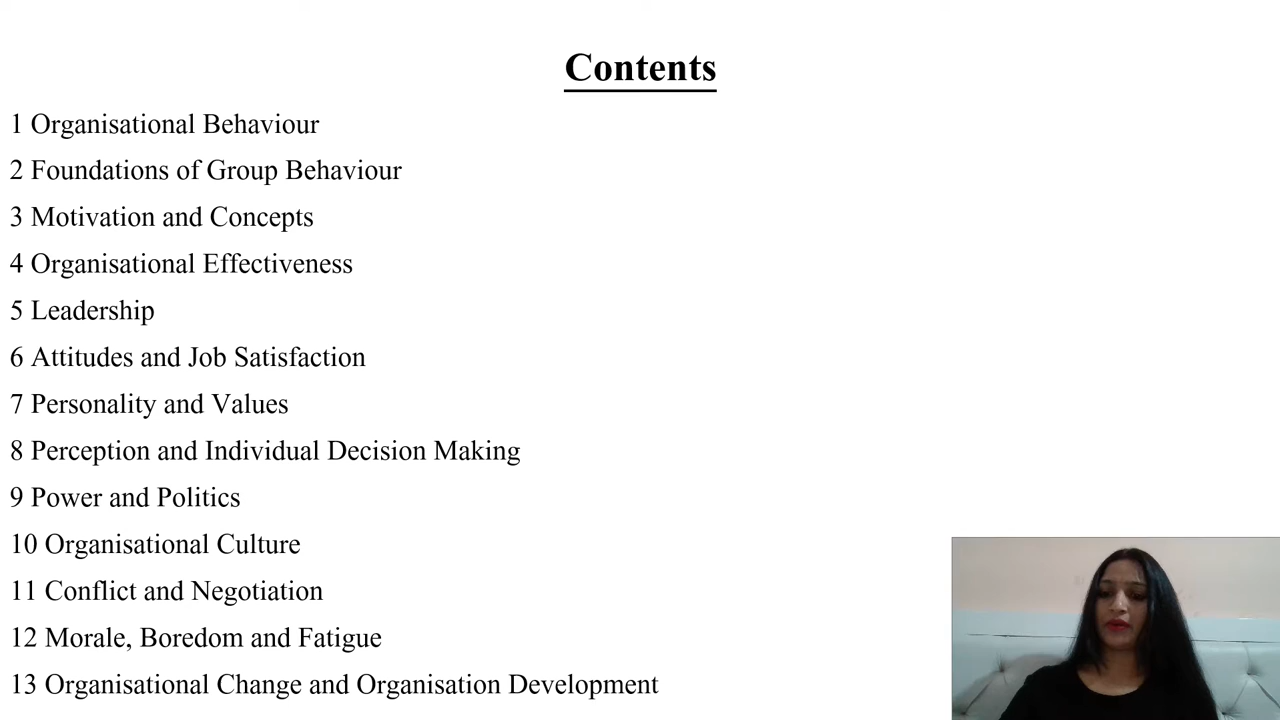 Contents
1 Organisational Behaviour
2 Foundations of Group Behaviour
3 Motivation and Concepts
4 Organisational Effectiveness
5 Leadership
6 Attitudes and Job Satisfaction
7 Personality and Values
8 Perception and Individual Decision Making
9 Power and Politics
10 Organisational Culture
11 Conflict and Negotiation
12 Morale, Boredom and Fatigue
13 Organisational Change and Organisation Development